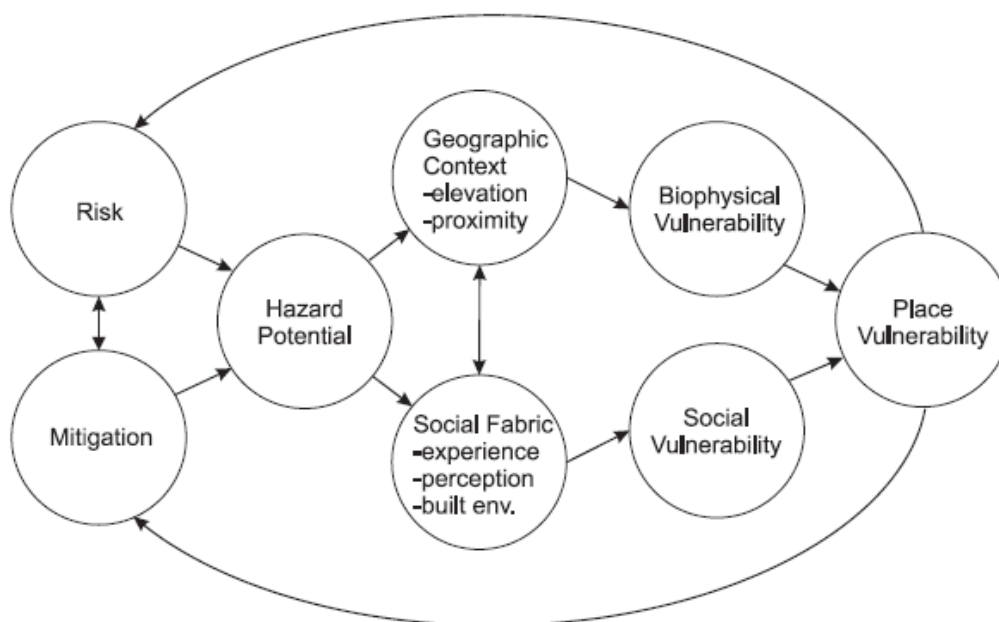 Risk
Mitigation
Hazard
Potential
Geographic
Context
-elevation
-proximity
Social Fabric
-experience
-perception
-built env.
Biophysical
Vulnerability
Social
Vulnerability
Place
Vulnerability